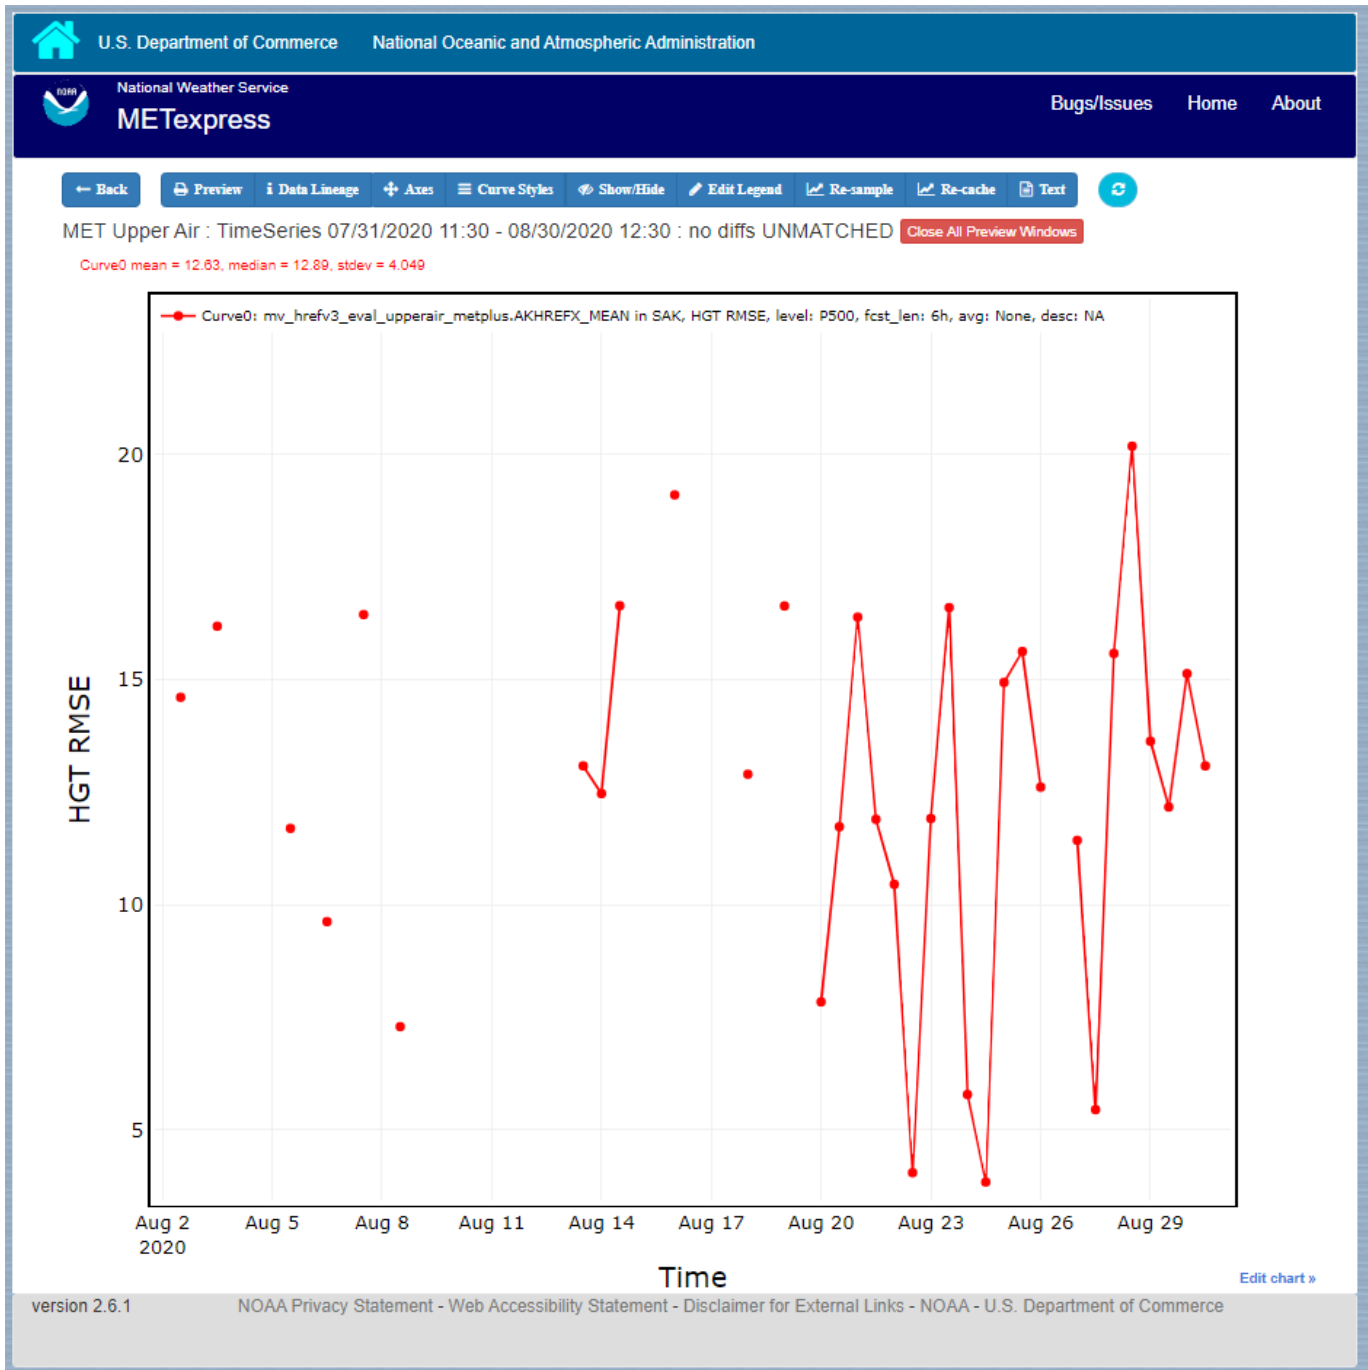 U.S. Department of Commerce National Oceanic and Atmospheric Administration
NOAA
National Weather Service
METexpress
Bugs/Issues Home About
Back Preview Data Lineage Axes Curve Styles Show/Hide Edit Legend Re-sample Re-cache Text
MET Upper Air : TimeSeries 07/31/2020 11:30 - 08/30/2020 12:30 : no diffs UNMATCHED Close All Preview Windows
Curve0 mean = 12.63, median = 12.89, stdev = 4.049
Curve0: mv_hrefv3_eval_upperair_metplus.AKHREFX_MEAN in SAK, HGT RMSE, level: P500, fcst_len: 6h, avg: None, desc: NA
20
15
10
5
HGT RMSE
Aug 2 Aug 5 Aug 8 Aug 11 Aug 14 Aug 17 Aug 20 Aug 23 Aug 26 Aug 29
2020
Time
Edit chart »
version 2.6.1 NOAA Privacy Statement - Web Accessibility Statement - Disclaimer for External Links - NOAA - U.S. Department of Commerce